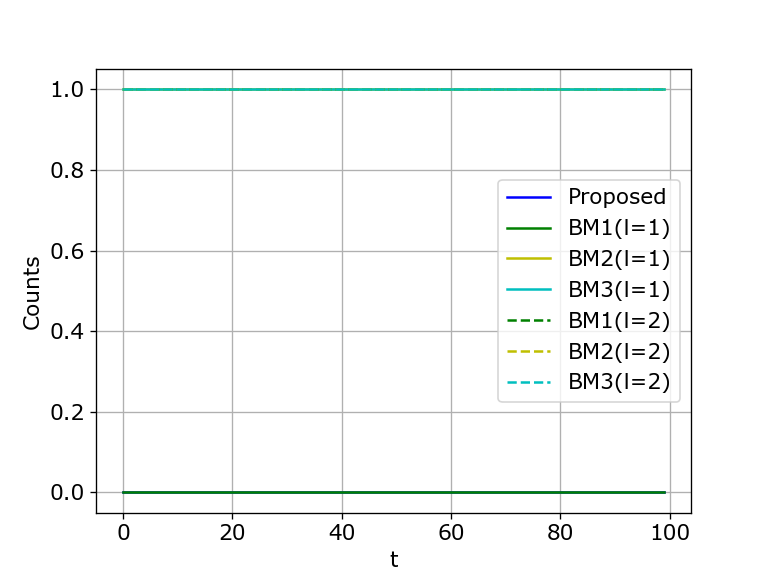 1.0
0.8
0.6
0.4
0.2
0.0
Counts
Proposed
BM1(l=1)
BM2(l=1)
BM3(l=1)
BM1(l=2)
BM2(l=2)
BM3(l=2)
0 20 40 60 80 100
t